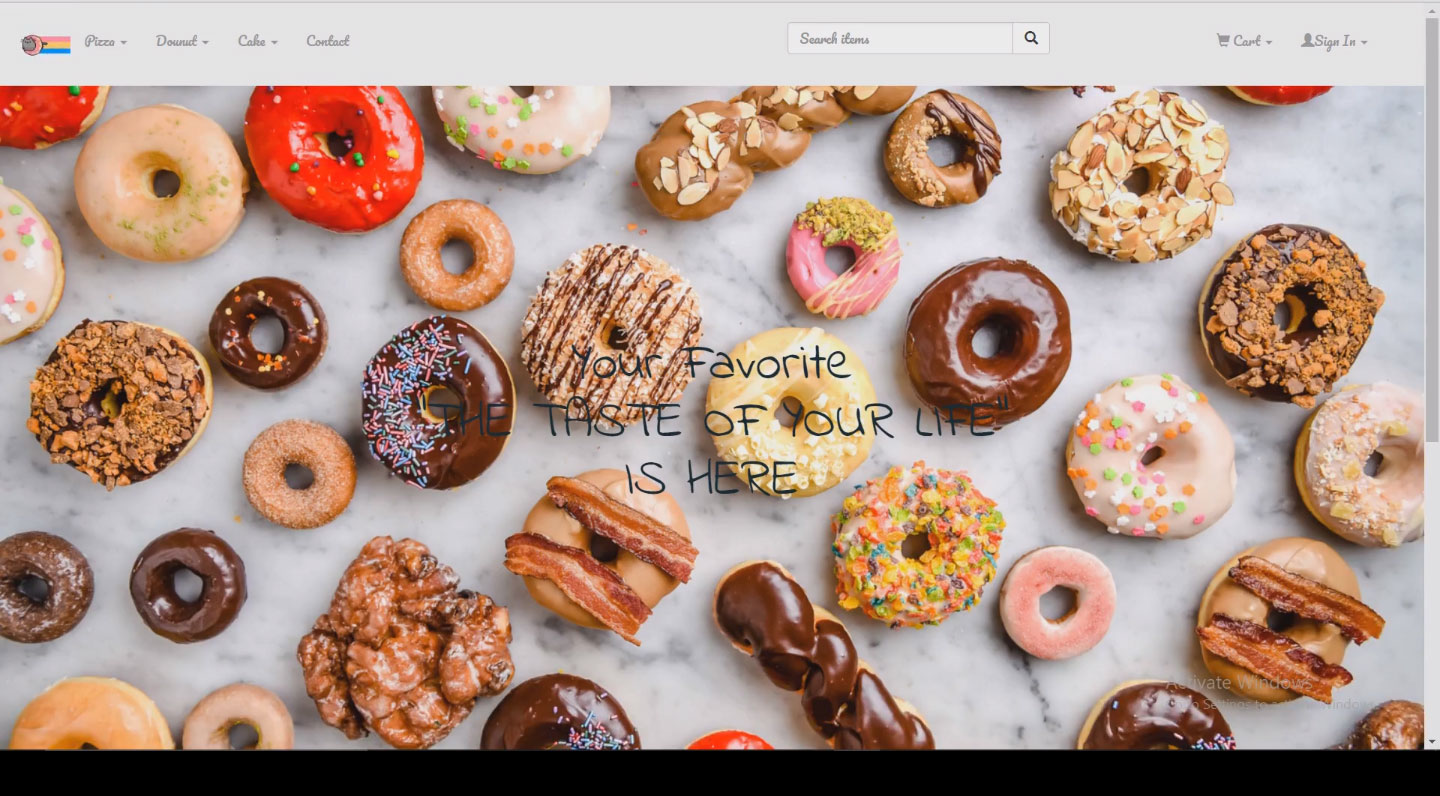 Pizza Dounut Cake Contact Search items Cart Sign In
Your Favorite
"THE TASTE OF YOUR LIFE"
IS HERE
Activate Windows
Go to Settings to activate Windows.